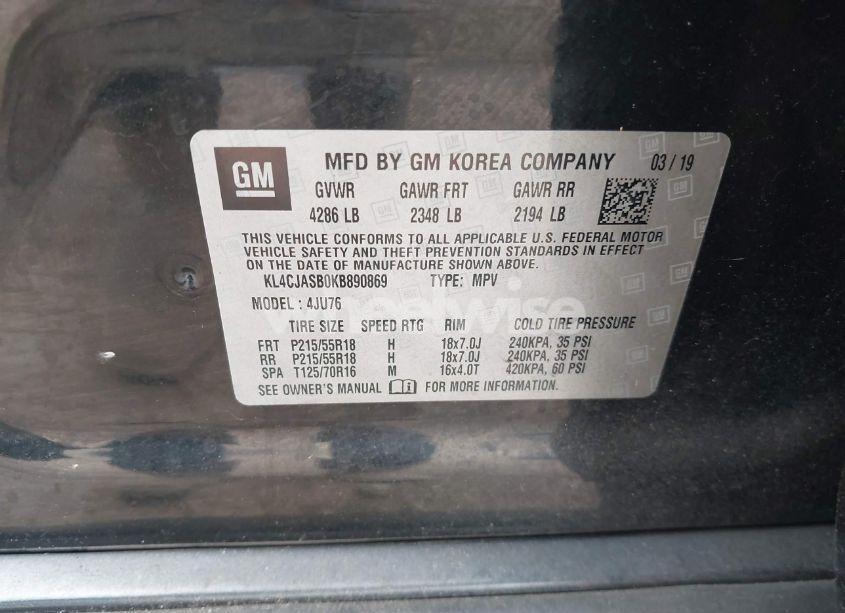 GM MFD BY GM KOREA COMPANY 03 / 19
GVWR GAWR FRT GAWR RR
4286 LB 2348 LB 2194 LB
THIS VEHICLE CONFORMS TO ALL APPLICABLE U.S. FEDERAL MOTOR
VEHICLE SAFETY AND THEFT PREVENTION STANDARDS IN EFFECT
ON THE DATE OF MANUFACTURE SHOWN ABOVE.
KL4CJASB0KB890869 TYPE: MPV
MODEL : 4JU76
TIRE SIZE SPEED RTG RIM COLD TIRE PRESSURE
FRT P215/55R18 H 18x7.0J 240KPA, 35 PSI
RR P215/55R18 H 18x7.0J 240KPA, 35 PSI
SPA T125/70R16 M 16x4.0T 420KPA, 60 PSI
SEE OWNER'S MANUAL FOR MORE INFORMATION.